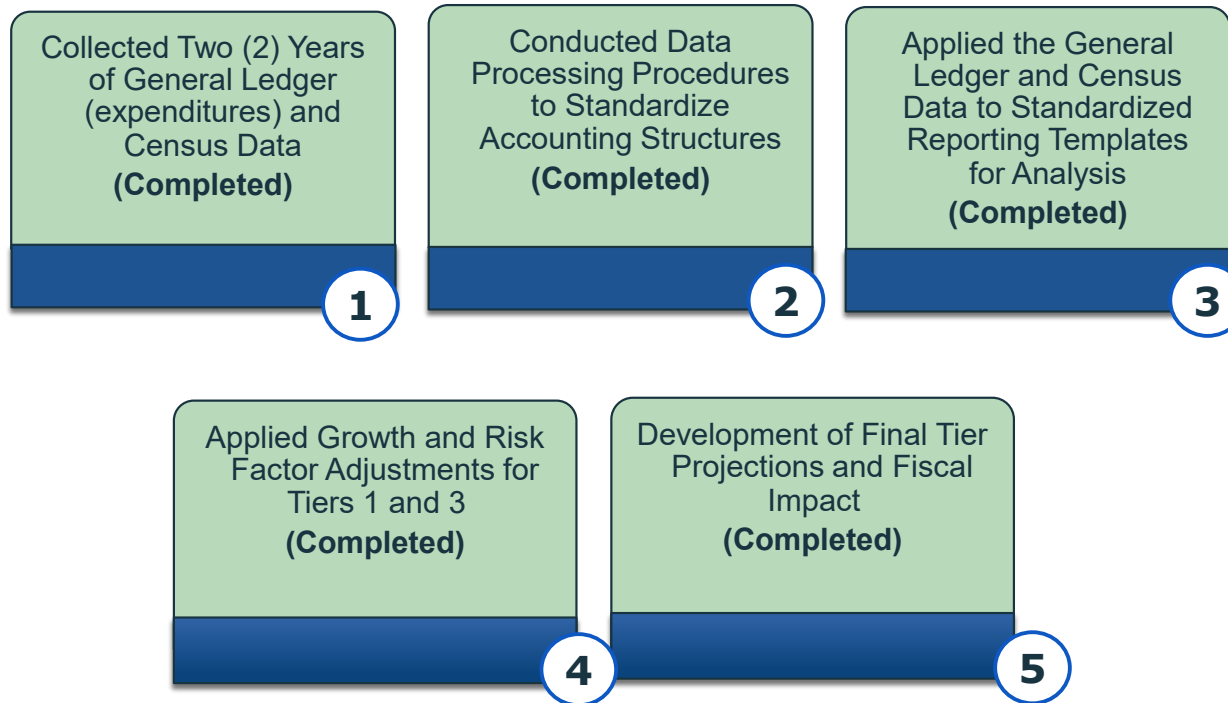 Collected Two (2) Years
of General Ledger
(expenditures) and
Census Data
(Completed)
1
Conducted Data
Processing Procedures
to Standardize
Accounting Structures
(Completed)
2
Applied the General
Ledger and Census
Data to Standardized
Reporting Templates
for Analysis
(Completed)
3
Applied Growth and Risk
Factor Adjustments for
Tiers 1 and 3
(Completed)
4
Development of Final Tier
Projections and Fiscal
Impact
(Completed)
5